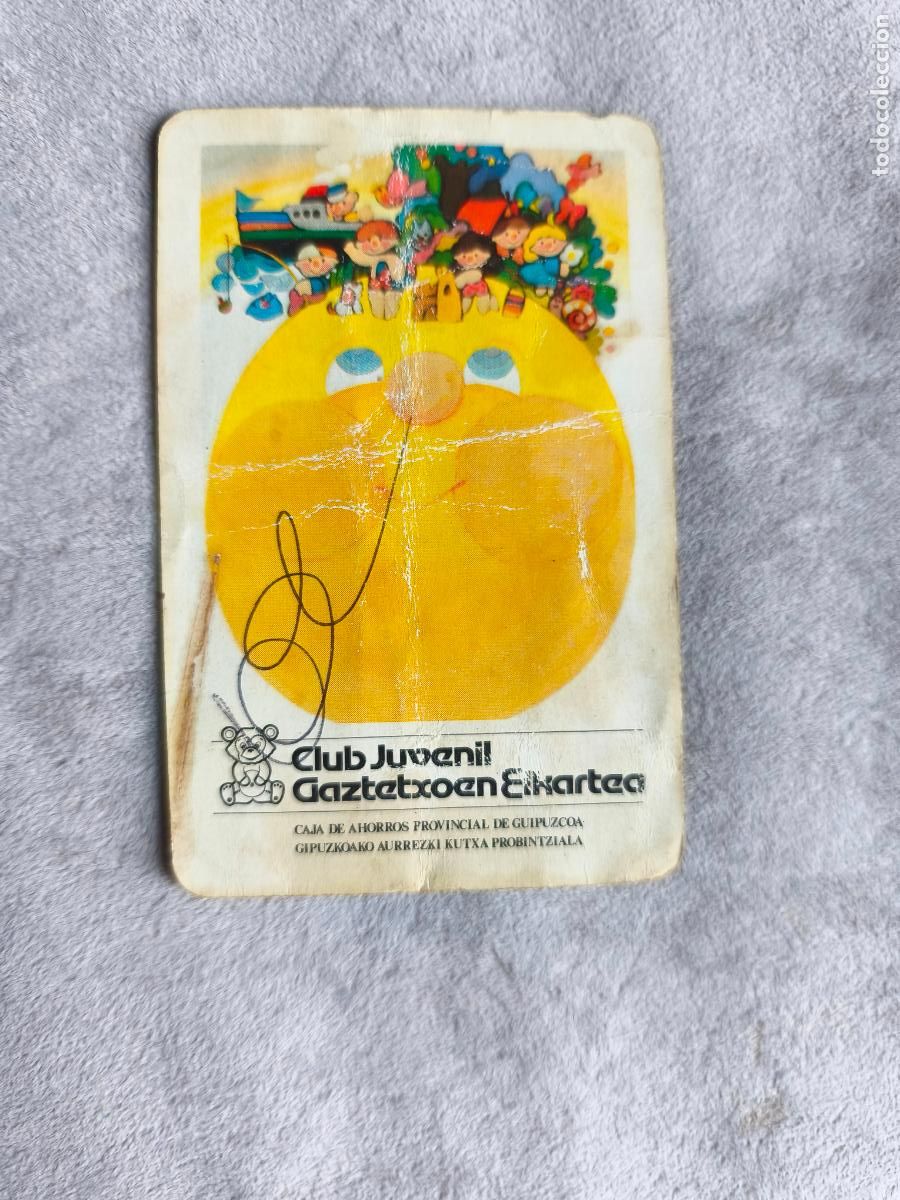 Club Juvenil
Gaztetxoen Elkartea
CAJA DE AHORROS PROVINCIAL DE GUIPUZCOA
GIPUZKOAKO AURREZKI KUTXA PROBINTZIALA
todocoleccion